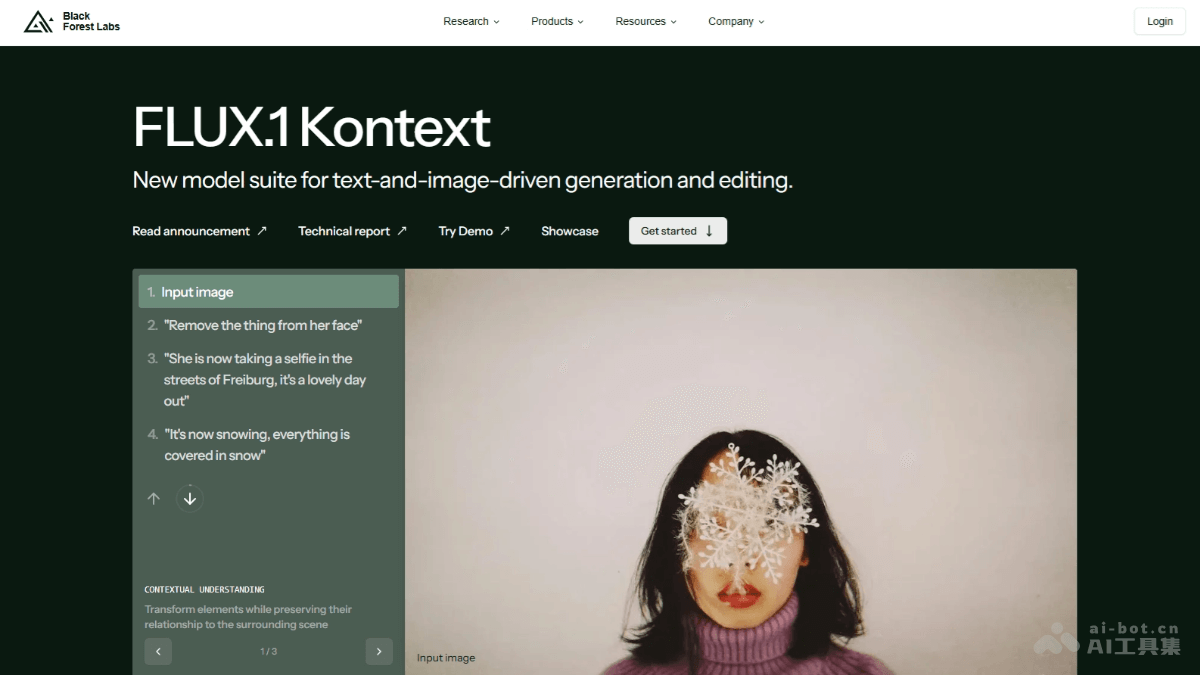 Black
Forest Labs
Research
Products
Resources
Company
Login
FLUX.1 Kontext
New model suite for text-and-image-driven generation and editing.
Read announcement ↗
Technical report ↗
Try Demo ↗
Showcase
Get started ↓
1. Input image
2. "Remove the thing from her face"
3. "She is now taking a selfie in the
streets of Freiburg, it's a lovely day
out"
4. "It's now snowing, everything is
covered in snow"
CONTEXTUAL UNDERSTANDING
Transform elements while preserving their
relationship to the surrounding scene
1 / 3
Input image
ai-bot.cn
AI工具集